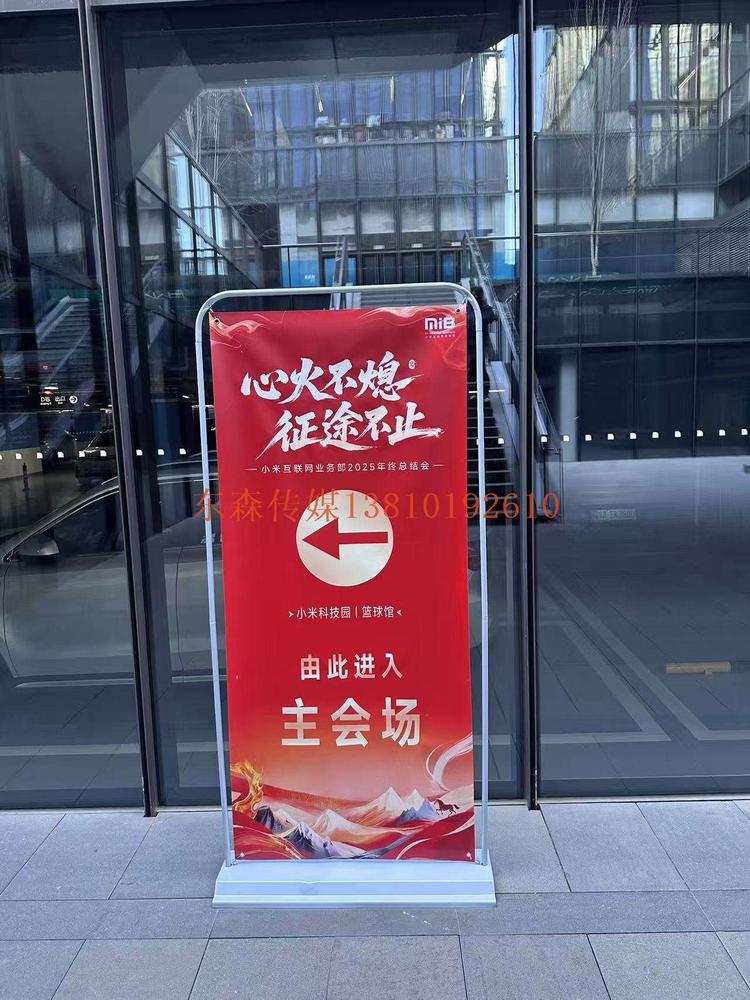 MiB
心火不熄
征途不止
小米互联网业务部2025年终总结会
东森传媒13810192610
小米科技园 | 篮球馆
由此进入
主会场
出口